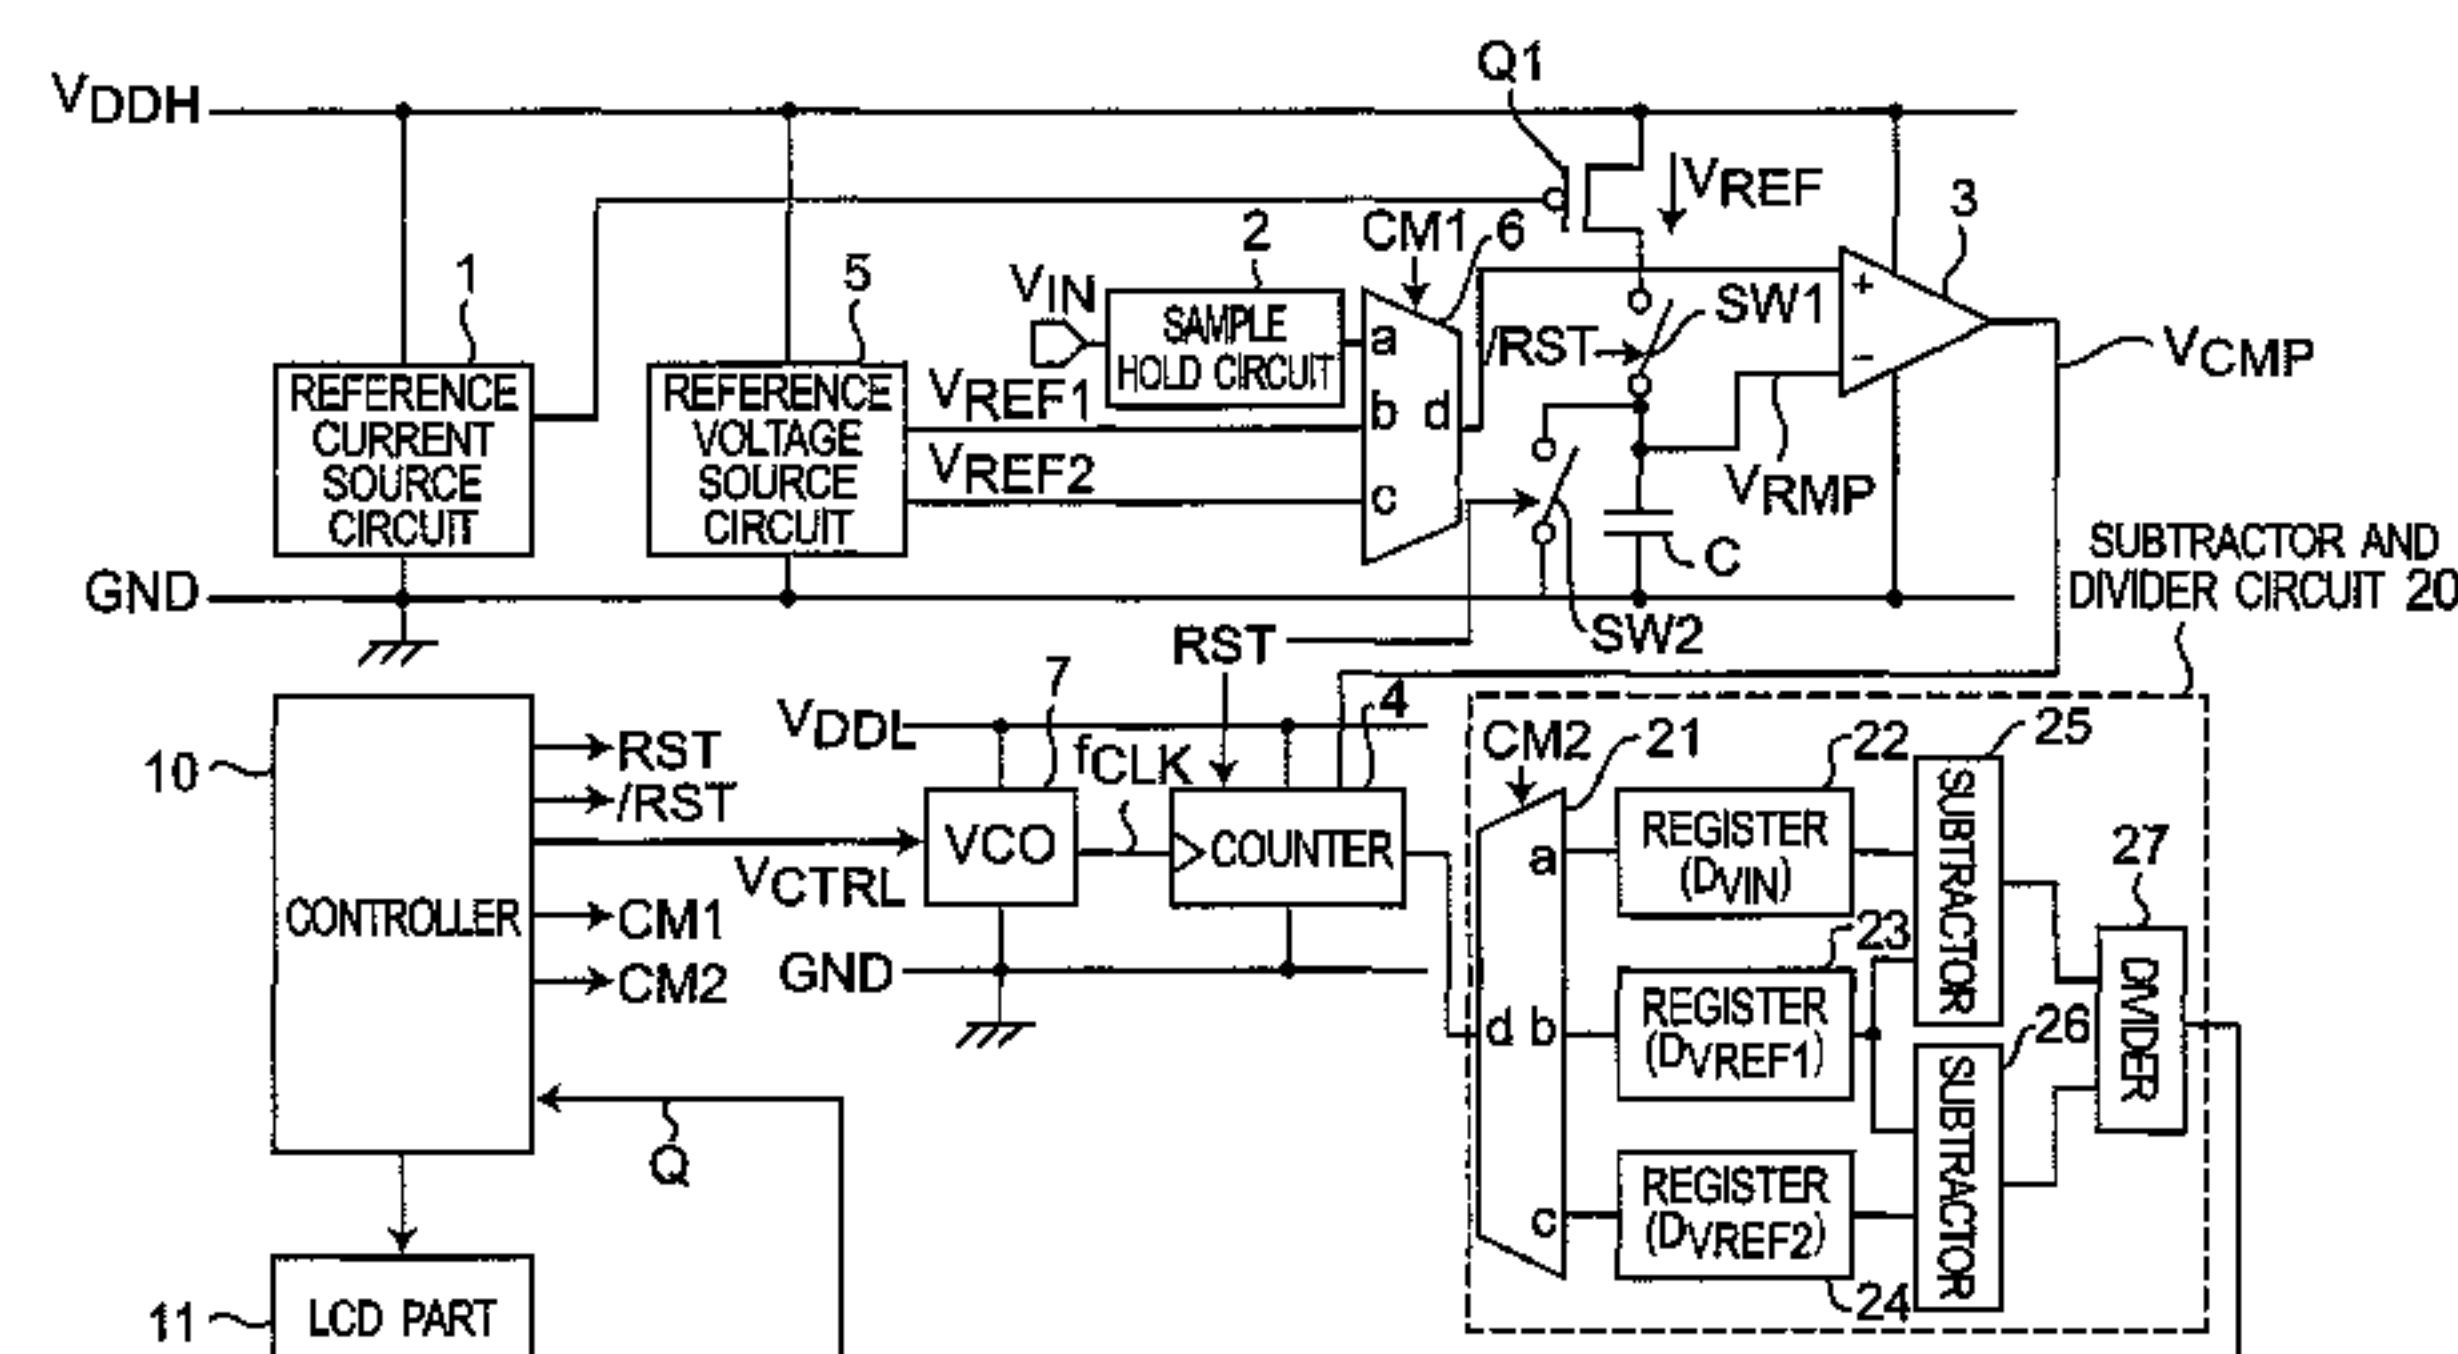 Q1
VDDH
VREF
3
CM1
6
2
1
5
VIN
SAMPLE
HOLD CIRCUIT
a
b
c
d
/RST
SW1
+
-
VCMP
REFERENCE
CURRENT
SOURCE
CIRCUIT
REFERENCE
VOLTAGE
SOURCE
CIRCUIT
VREF1
VREF2
VRMP
C
GND
SW2
SUBTRACTOR AND
DIVIDER CIRCUIT 20
RST
7
4
VDDL
fCLK
10
CONTROLLER
RST
/RST
VCTRL
CM1
CM2
VCO
COUNTER
GND
CM2
21
22
25
a
d
b
c
REGISTER
(DVIN)
23
REGISTER
(DVREF1)
REGISTER
(DVREF2)
24
SUBTRACTOR
26
SUBTRACTOR
27
DIVIDER
Q
11
LCD PART